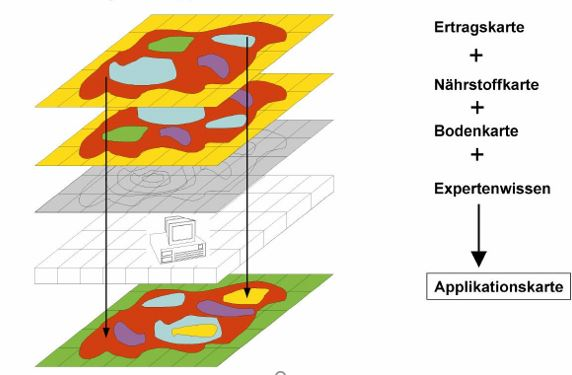 Ertragskarte
+
Nährstoffkarte
+
Bodenkarte
+
Expertenwissen
Applikationskarte